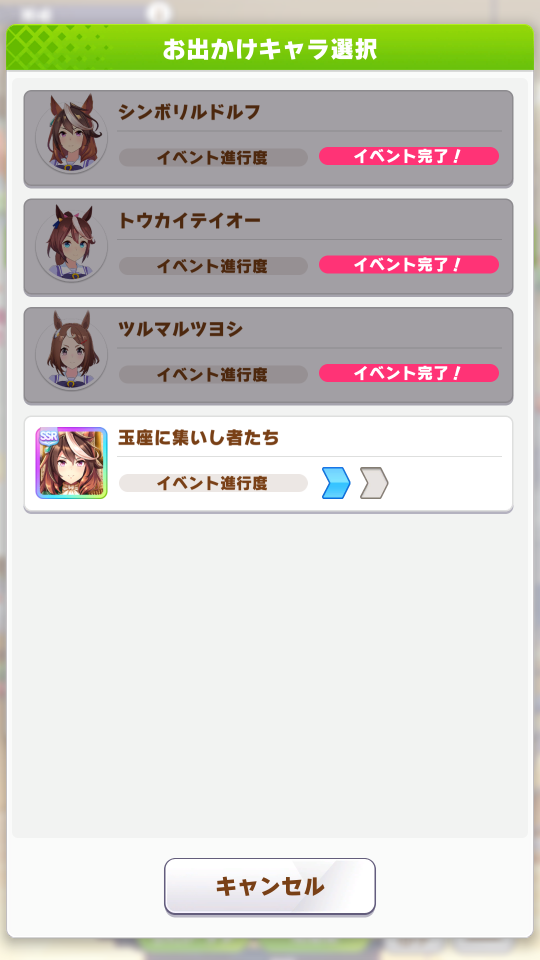 お出かけキャラ選択
シンボリルドルフ
イベント進行度
イベント完了！
トウカイテイオー
イベント進行度
イベント完了！
ツルマルツヨシ
イベント進行度
イベント完了！
SSR
玉座に集いし者たち
イベント進行度
キャンセル